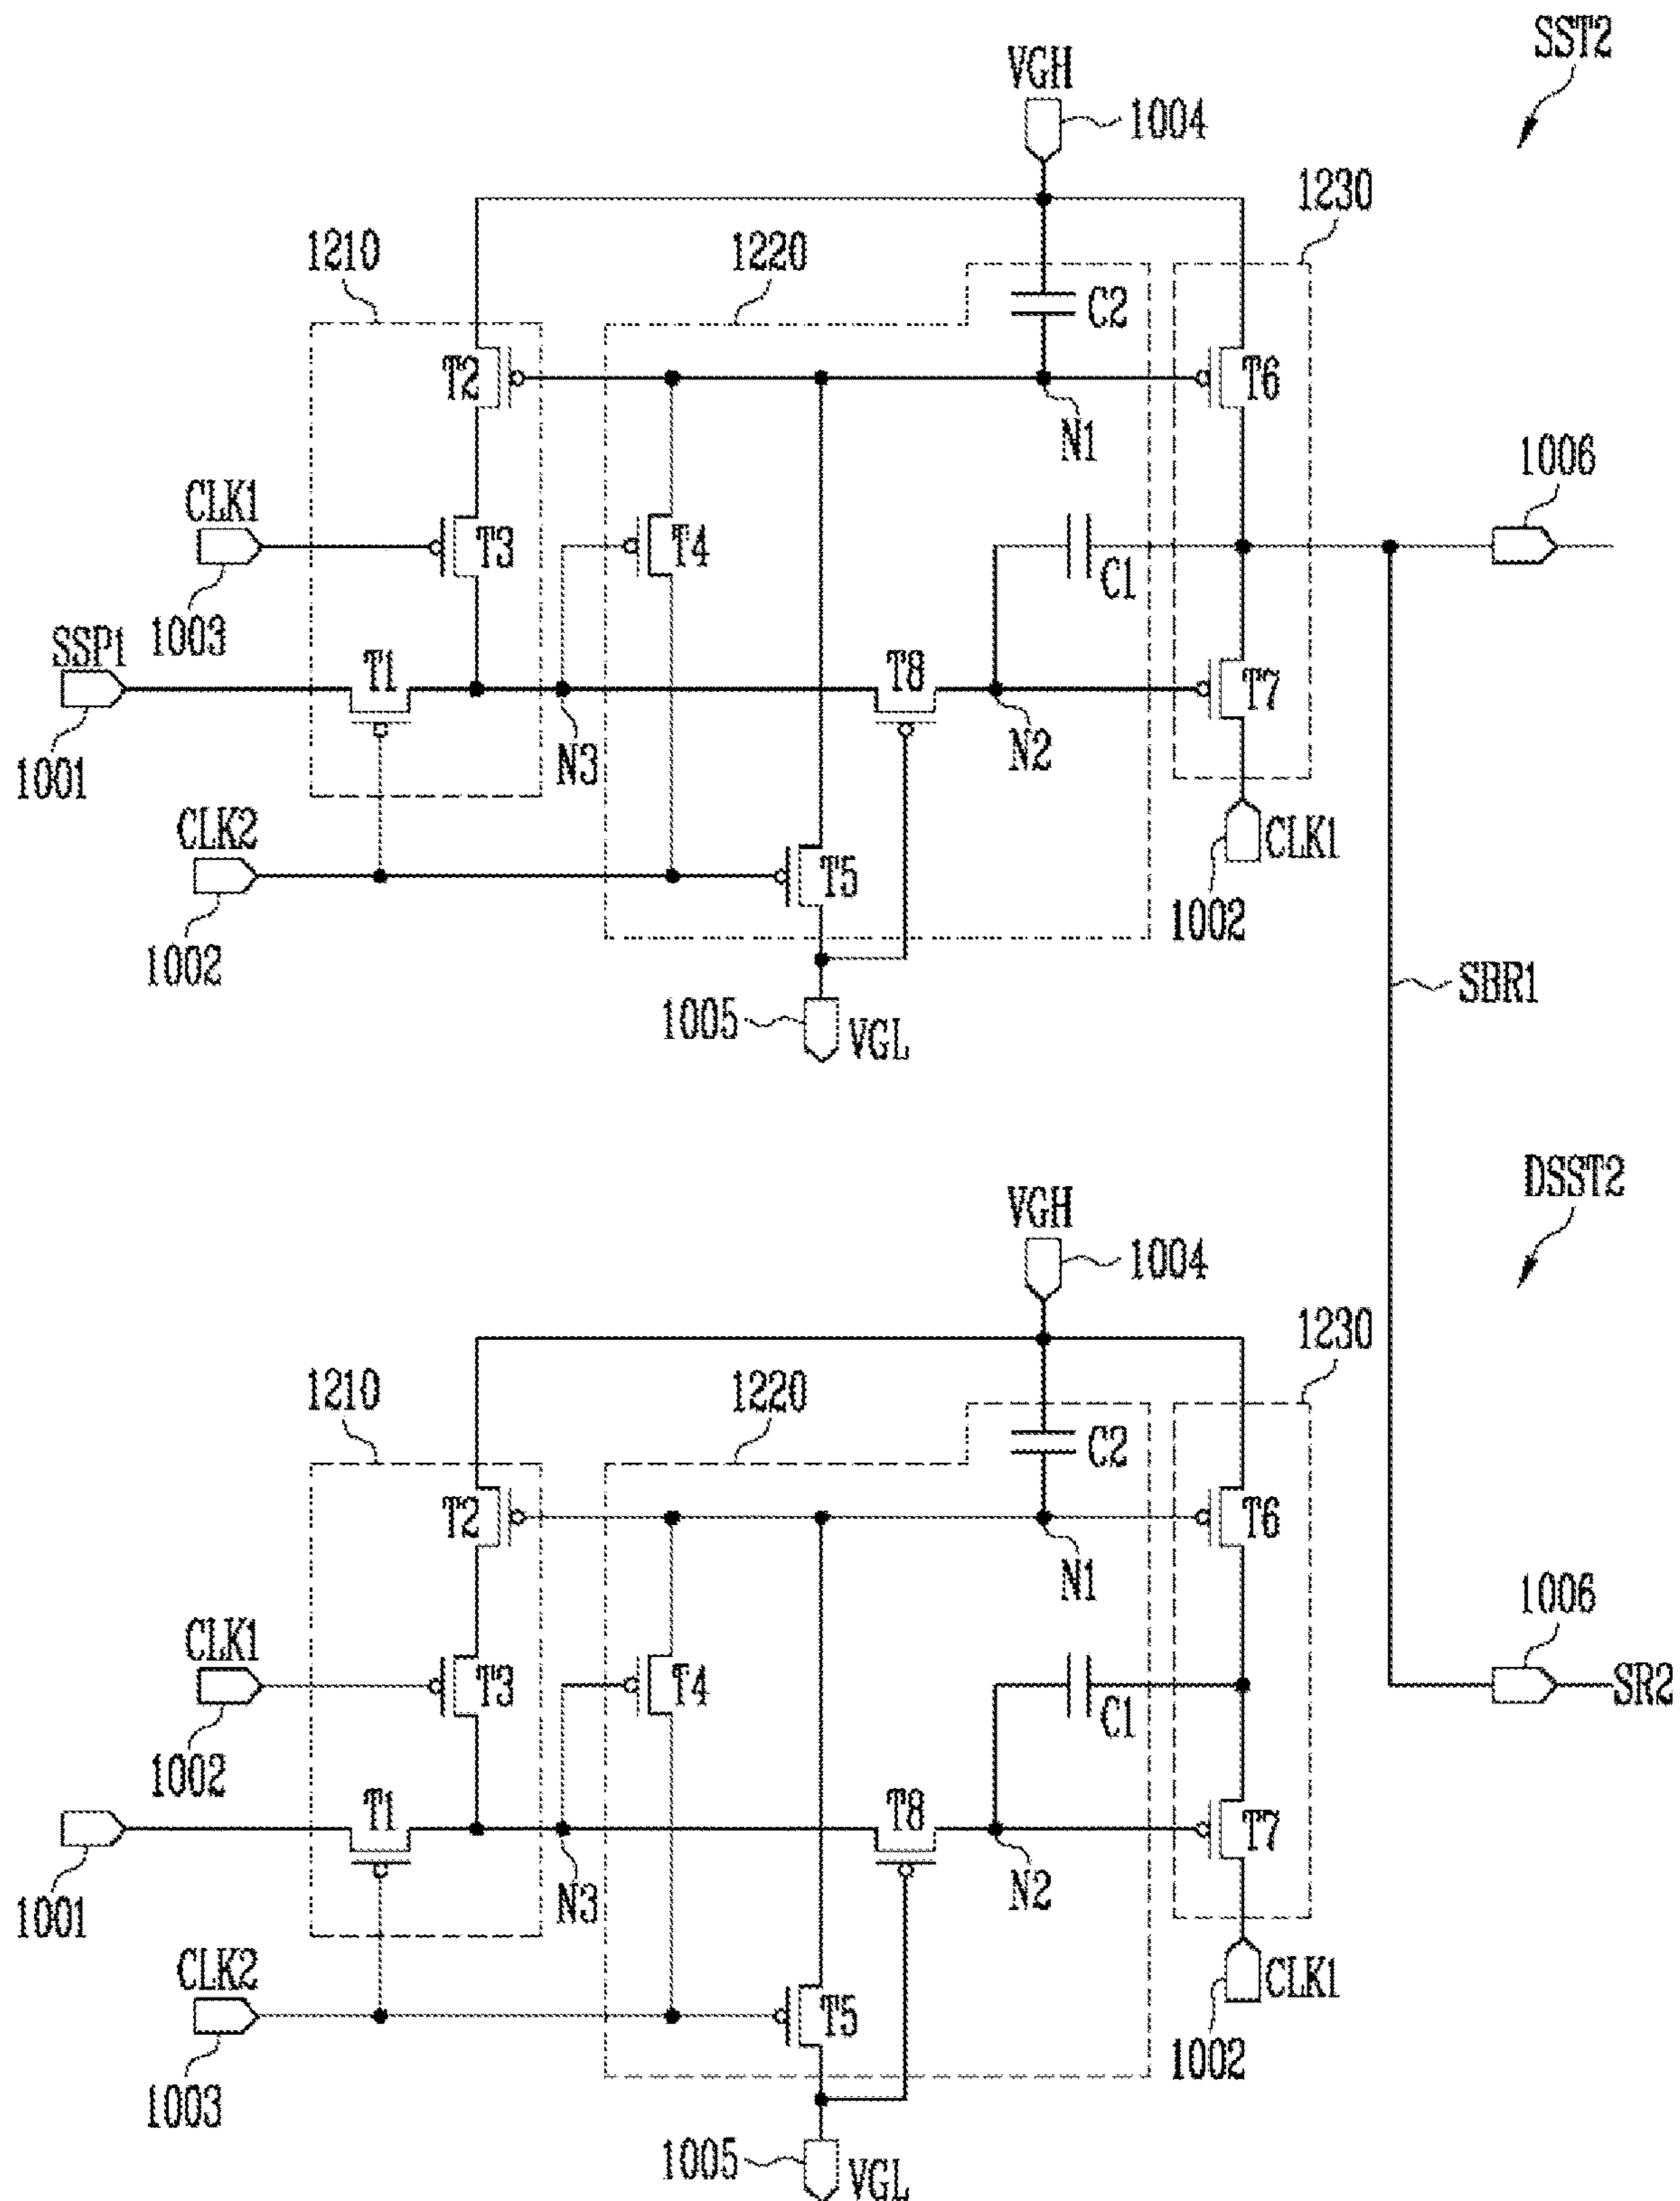 SST2
VGH
1004
1230
1210
1220
C2
T2
T6
N1
1006
CLK1
T3
T4
C1
1003
SSP1
T1
T8
T7
N3
N2
1001
CLK2
T5
CLK1
1002
1002
SBR1
1005
VGL
DSST2
VGH
1004
1230
1210
1220
C2
T2
T6
N1
1006
CLK1
T3
T4
C1
SR2
1002
T1
T8
T7
N3
N2
1001
CLK2
T5
CLK1
1002
1003
1005
VGL